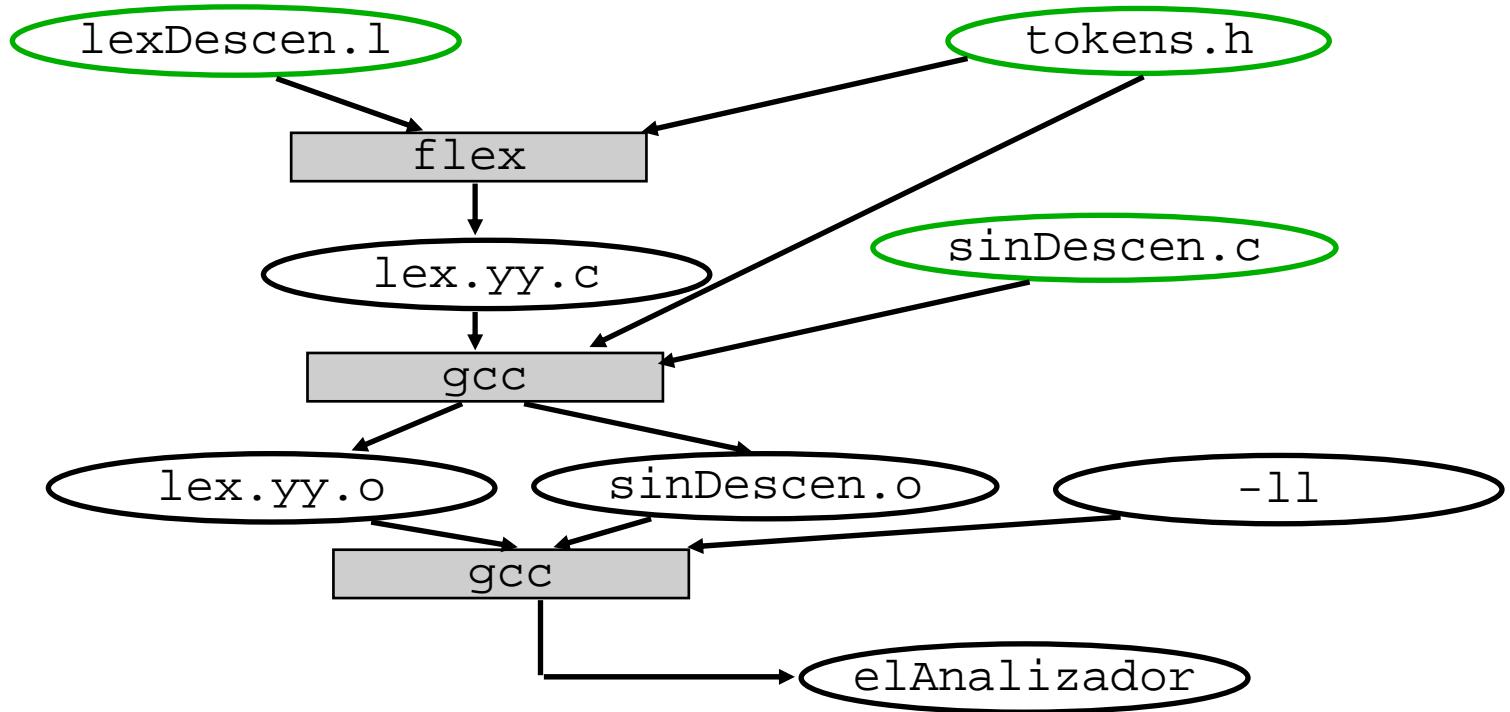 lexDescen.l
tokens.h
flex
sinDescen.c
lex.yy.c
gcc
lex.yy.o
sinDescen.o
-ll
gcc
elAnalizador